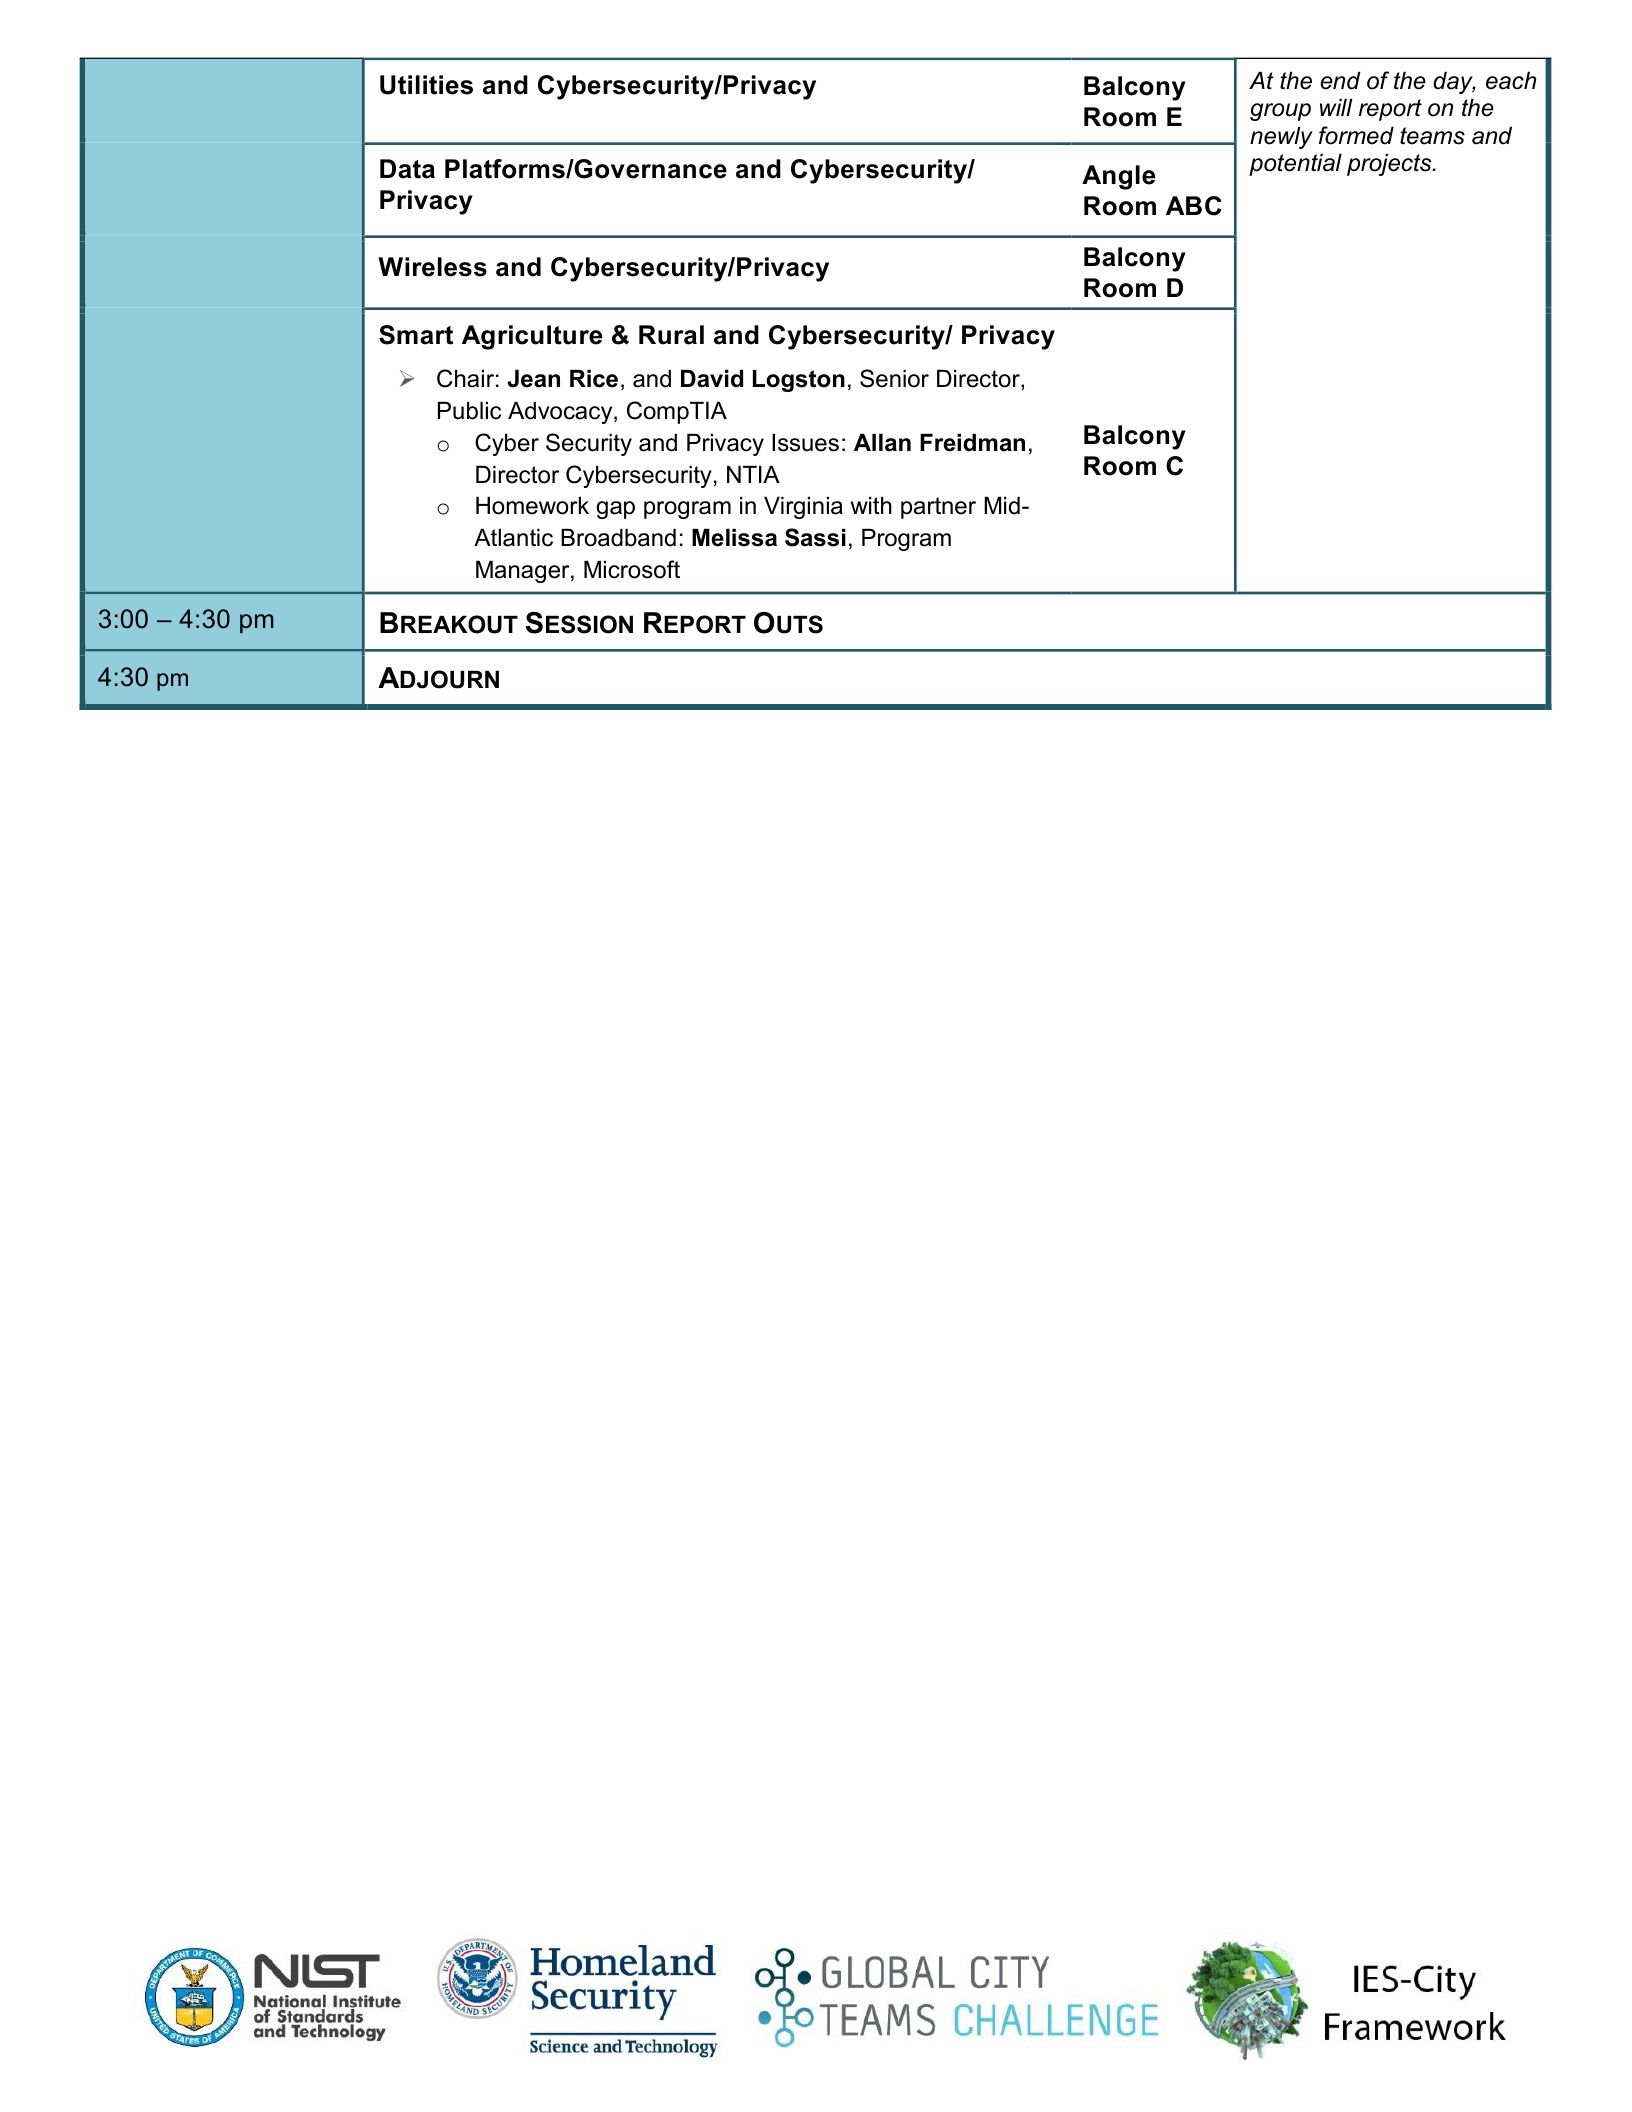 Utilities and Cybersecurity/Privacy
Balcony
Room E
At the end of the day, each
group will report on the
newly formed teams and
potential projects.
Data Platforms/Governance and Cybersecurity/
Privacy
Angle
Room ABC
Wireless and Cybersecurity/Privacy
Balcony
Room D
Smart Agriculture & Rural and Cybersecurity/ Privacy
➢ Chair: Jean Rice, and David Logston, Senior Director,
Public Advocacy, CompTIA
o Cyber Security and Privacy Issues: Allan Freidman,
Director Cybersecurity, NTIA
o Homework gap program in Virginia with partner Mid-
Atlantic Broadband: Melissa Sassi, Program
Manager, Microsoft
Balcony
Room C
3:00 – 4:30 pm
BREAKOUT SESSION REPORT OUTS
4:30 pm
ADJOURN
DEPARTMENT OF COMMERCE
UNITED STATES OF AMERICA
NIST
National Institute
of Standards
and Technology
U.S. DEPARTMENT OF
HOMELAND SECURITY
Homeland
Security
Science and Technology
GLOBAL CITY
TEAMS CHALLENGE
IES-City
Framework